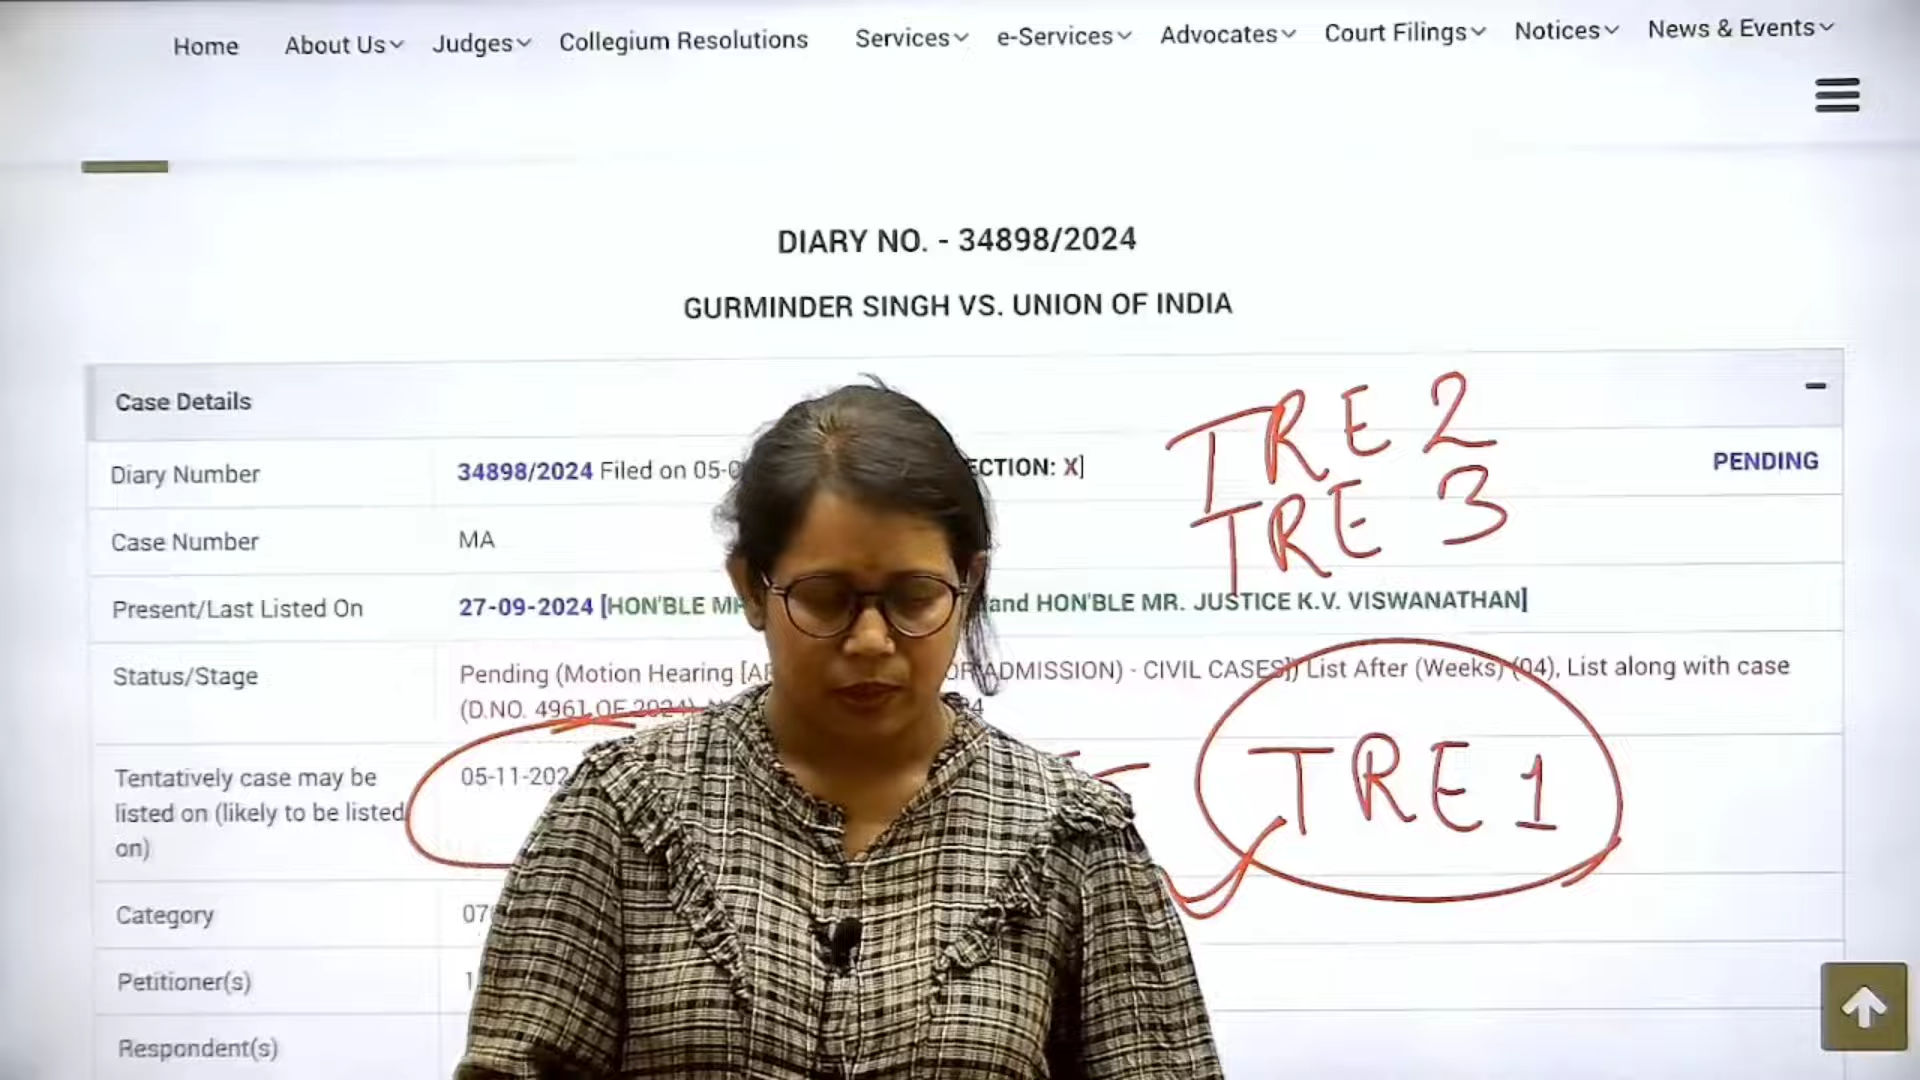 Home About Us Judges Collegium Resolutions Services e-Services Advocates Court Filings Notices News & Events
DIARY NO. - 34898/2024
GURMINDER SINGH VS. UNION OF INDIA
Case Details
Diary Number 34898/2024 Filed on 05-0 ECTION: X] PENDING
Case Number MA
Present/Last Listed On 27-09-2024 [HON'BLE and HON'BLE MR. JUSTICE K.V. VISWANATHAN]
Status/Stage Pending (Motion Hearing ADMISSION) - CIVIL CASES]) List After (Weeks) (04), List along with case
(D.NO. 4961 OF 2024)
Tentatively case may be 05-11-202
listed on (likely to be listed
on)
Category 07
Petitioner(s) 1
Respondent(s)
TRE 2
TRE 3
TRE 1